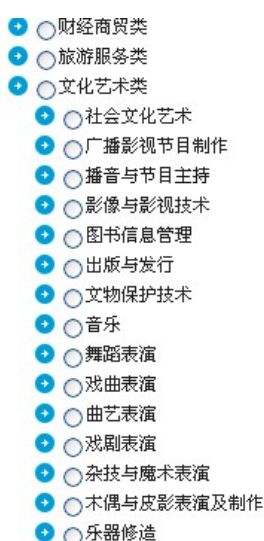 财经商贸类
旅游服务类
文化艺术类
社会文化艺术
广播影视节目制作
播音与节目主持
影像与影视技术
图书信息管理
出版与发行
文物保护技术
音乐
舞蹈表演
戏曲表演
曲艺表演
戏剧表演
杂技与魔术表演
木偶与皮影表演及制作
乐器修造